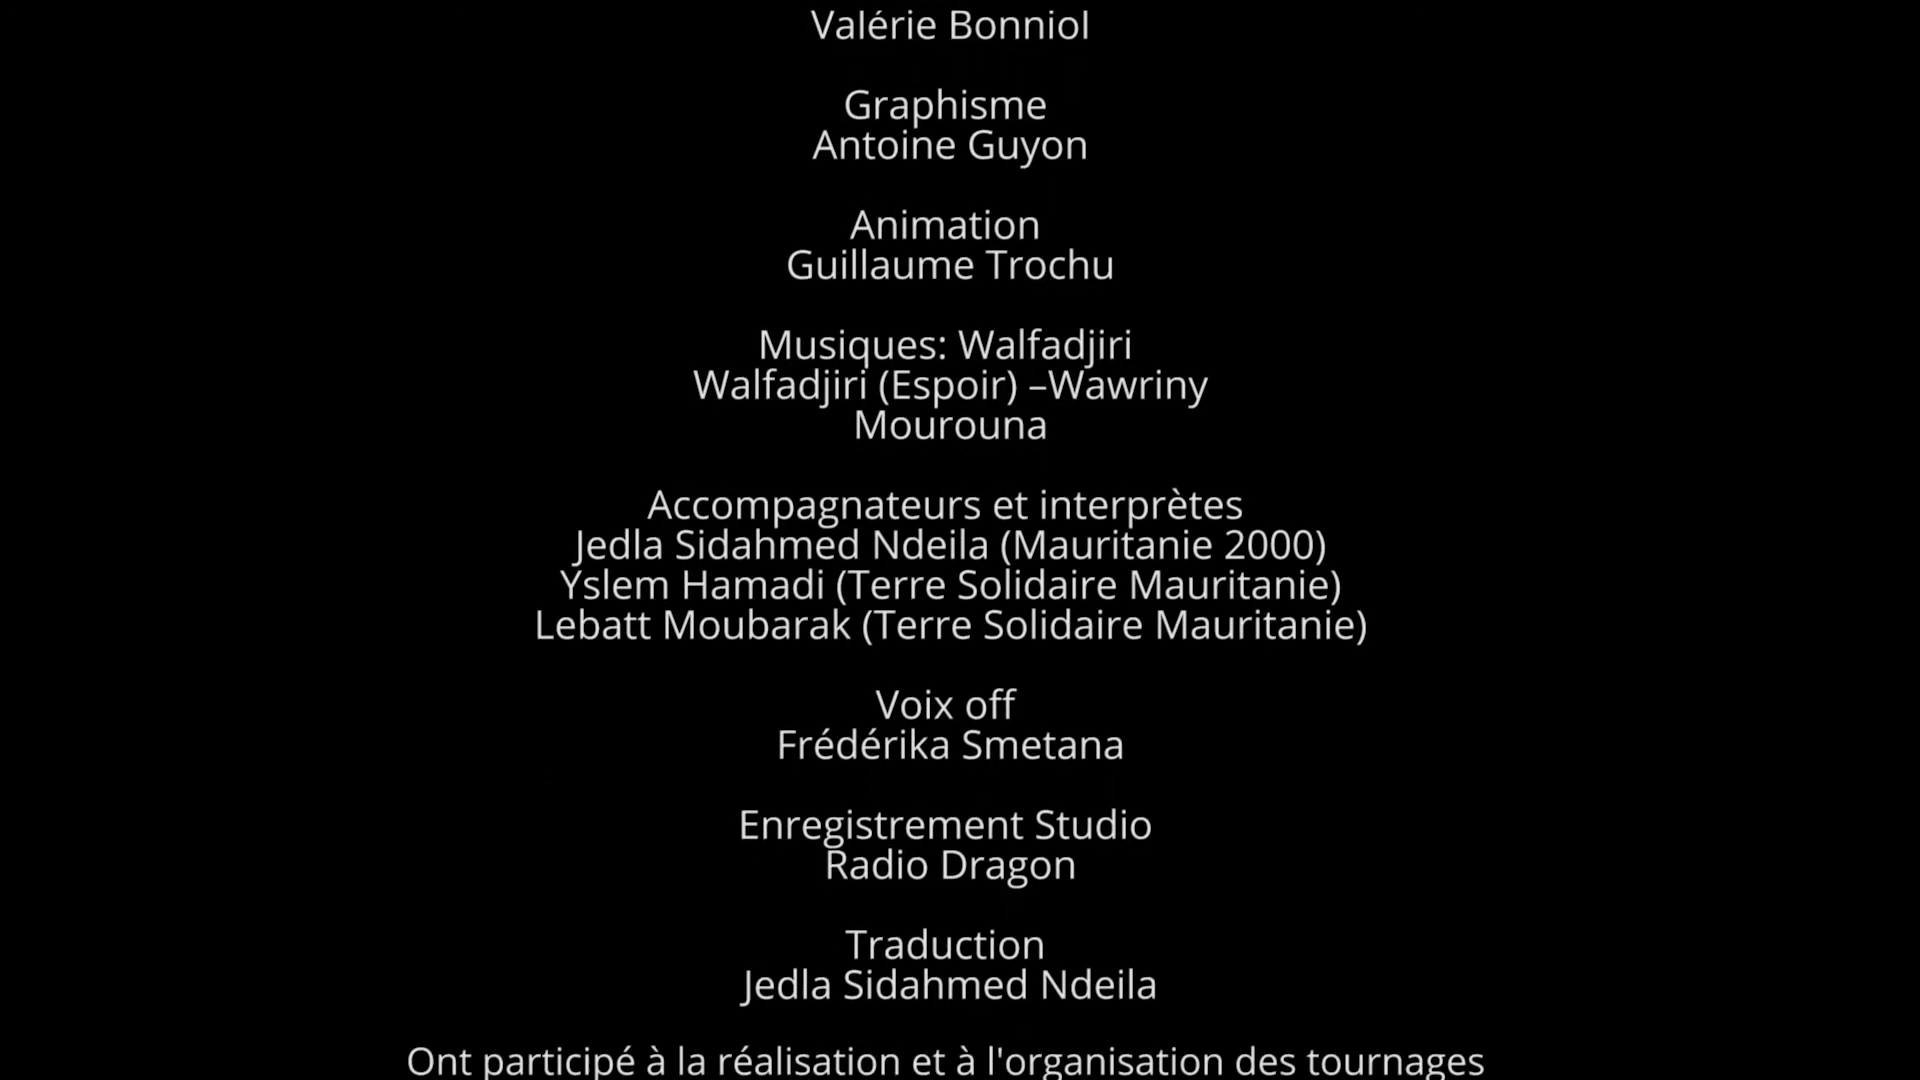 Valérie Bonniol
Graphisme
Antoine Guyon
Animation
Guillaume Trochu
Musiques: Walfadjiri
Walfadjiri (Espoir) –Wawriny
Mourouna
Accompagnateurs et interprètes
Jedla Sidahmed Ndeila (Mauritanie 2000)
Yslem Hamadi (Terre Solidaire Mauritanie)
Lebatt Moubarak (Terre Solidaire Mauritanie)
Voix off
Frédérika Smetana
Enregistrement Studio
Radio Dragon
Traduction
Jedla Sidahmed Ndeila
Ont participé à la réalisation et à l'organisation des tournages